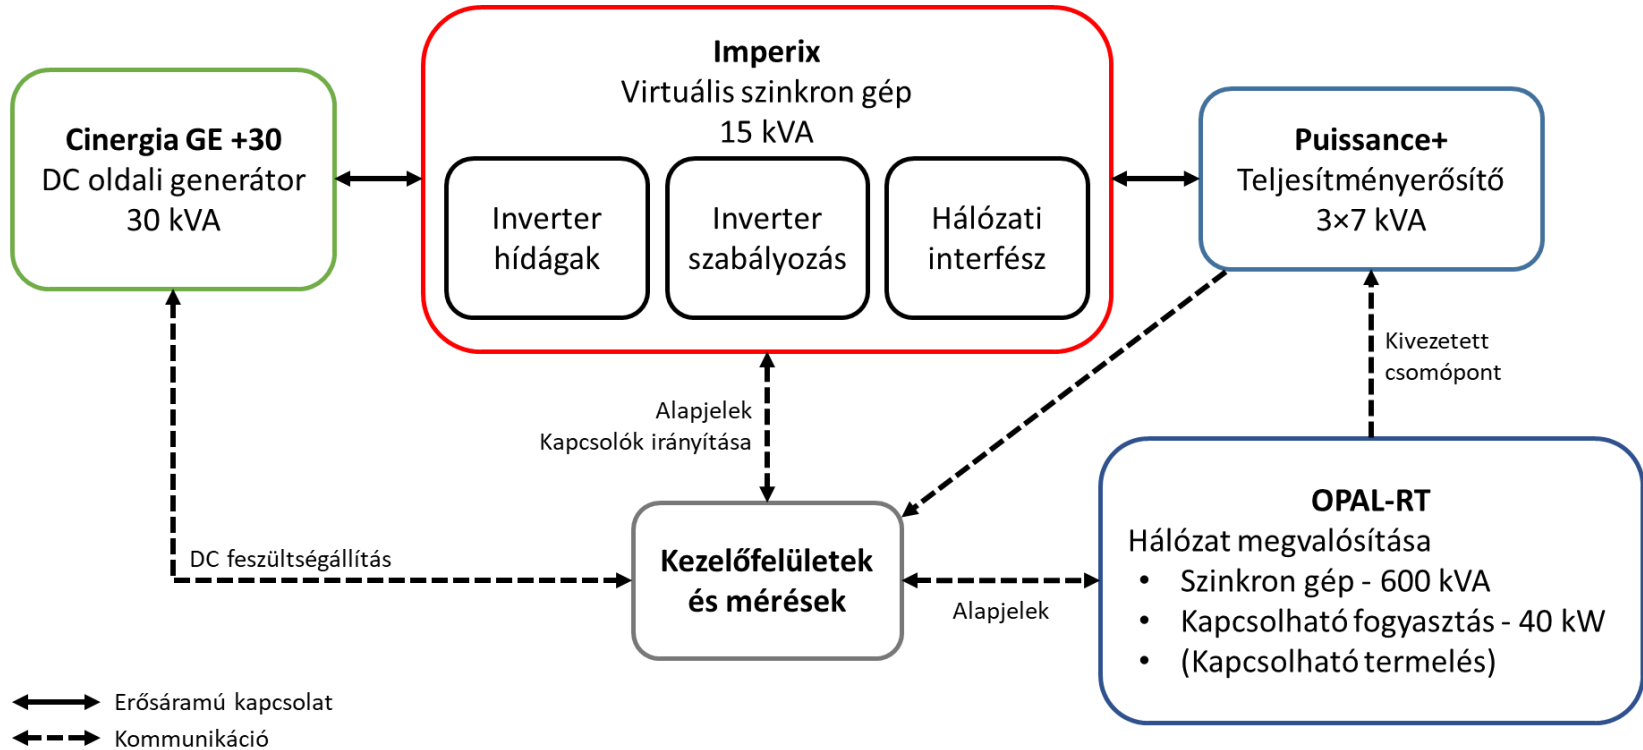 Cinergia GE +30
DC oldali generátor
30 kVA
Imperix
Virtuális szinkron gép
15 kVA
Inverter
hídágak
Inverter
szabályozás
Hálózati
interfész
Puissance+
Teljesítményerősítő
3×7 kVA
Kivezetett
csomópont
Alapjelek
Kapcsolók irányítása
DC feszültségállítás
Kezelőfelületek
és mérések
Alapjelek
OPAL-RT
Hálózat megvalósítása
• Szinkron gép - 600 kVA
• Kapcsolható fogyasztás - 40 kW
• (Kapcsolható termelés)
Erősáramú kapcsolat
Kommunikáció